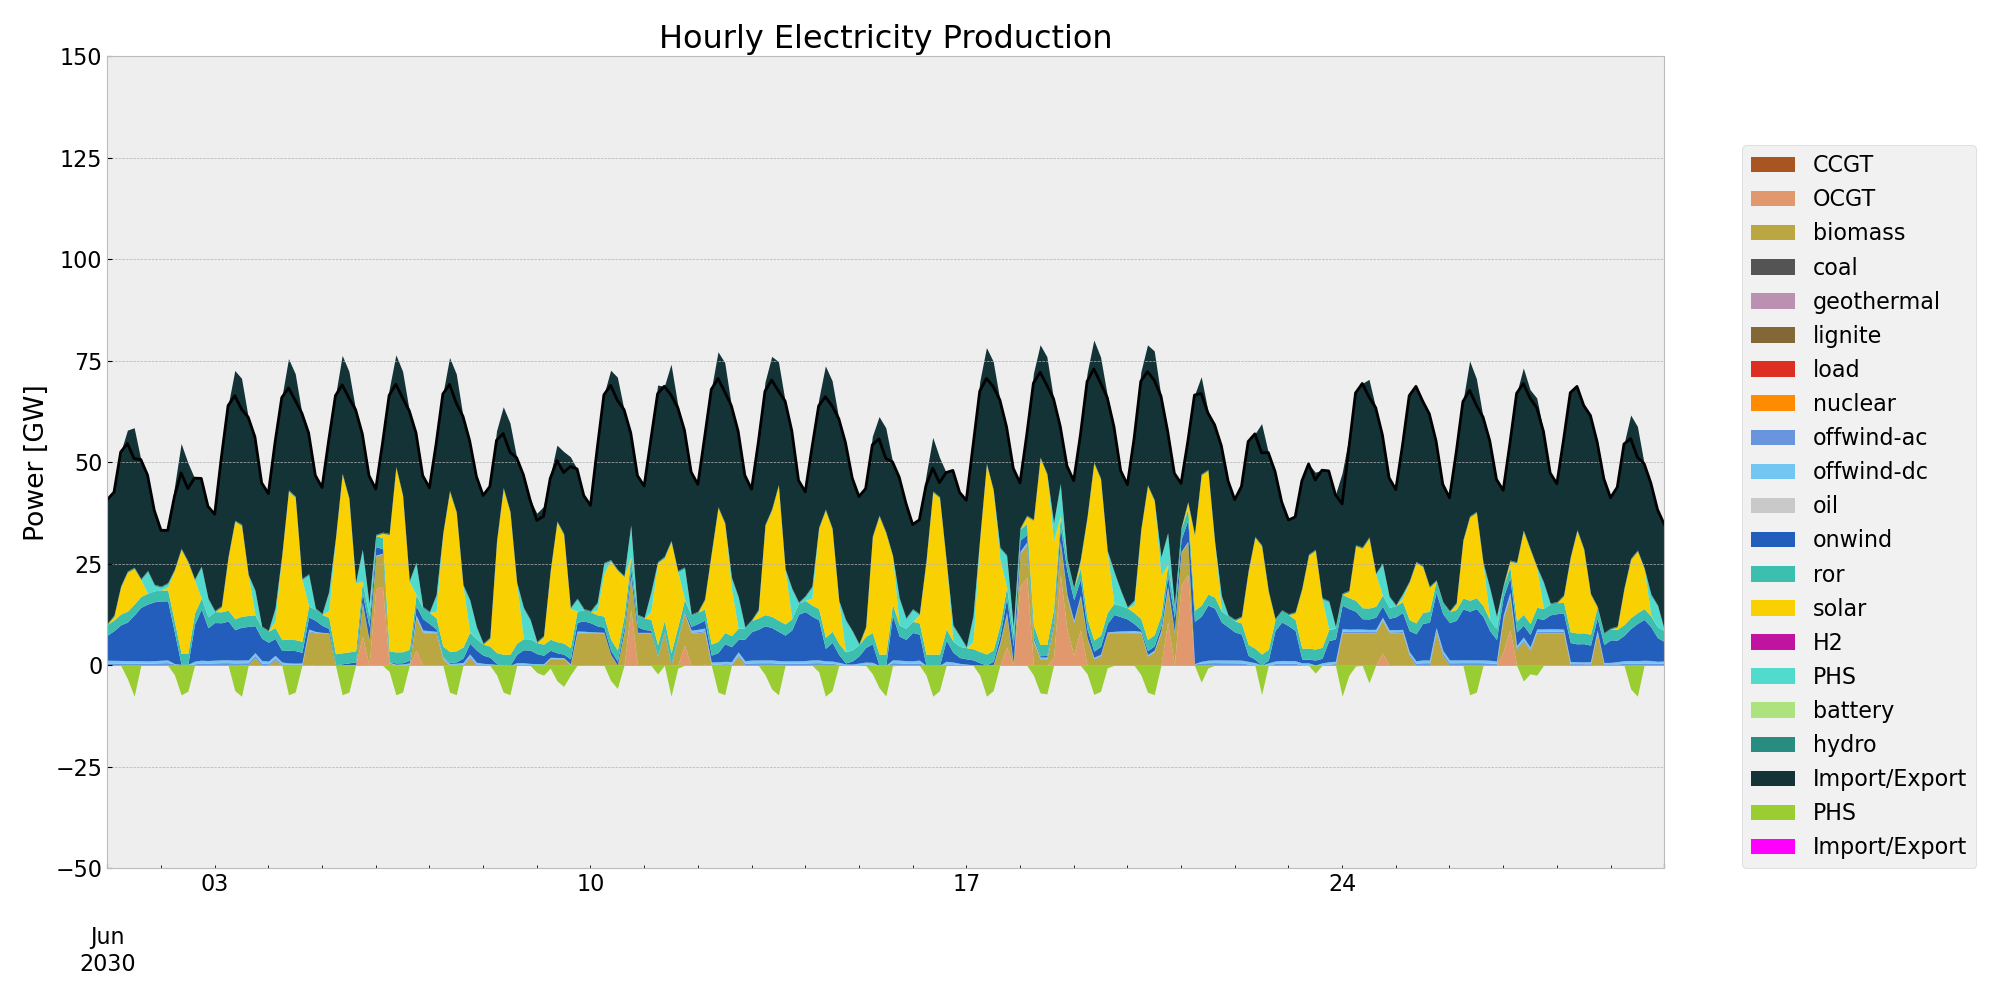 Hourly Electricity Production
150
125
100
75
50
25
0
−25
−50
Power [GW]
03
10
17
24
Jun
2030
CCGT
OCGT
biomass
coal
geothermal
lignite
load
nuclear
offwind-ac
offwind-dc
oil
onwind
ror
solar
H2
PHS
battery
hydro
Import/Export
PHS
Import/Export